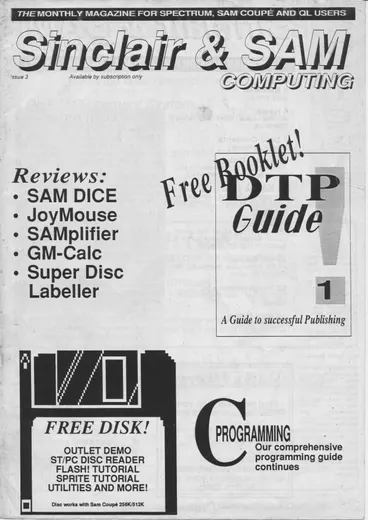 THE MONTHLY MAGAZINE FOR SPECTRUM, SAM COUPÉ AND QL USERS
Sinclair & SAM
COMPUTING
Issue 3
Available by subscription only
Reviews:
• SAM DICE
• JoyMouse
• SAMplifier
• GM-Calc
• Super Disc
Labeller
Free Booklet!
DTP
Guide
!
1
A Guide to successful Publishing
FREE DISK!
OUTLET DEMO
ST/PC DISC READER
FLASH! TUTORIAL
SPRITE TUTORIAL
UTILITIES AND MORE!
Disc works with Sam Coupé 256K/512K
C PROGRAMMING
Our comprehensive
programming guide
continues